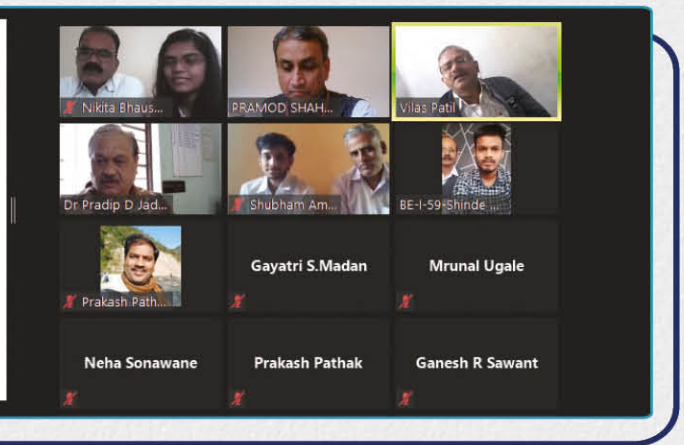 Nikita Bhaus...
PRAMOD SHAH...
Vilas Patil
Dr Pradip D Jad...
Shubham Am...
BE-I-59-Shinde ...
Prakash Path...
Gayatri S.Madan
Mrunal Ugale
Neha Sonawane
Prakash Pathak
Ganesh R Sawant